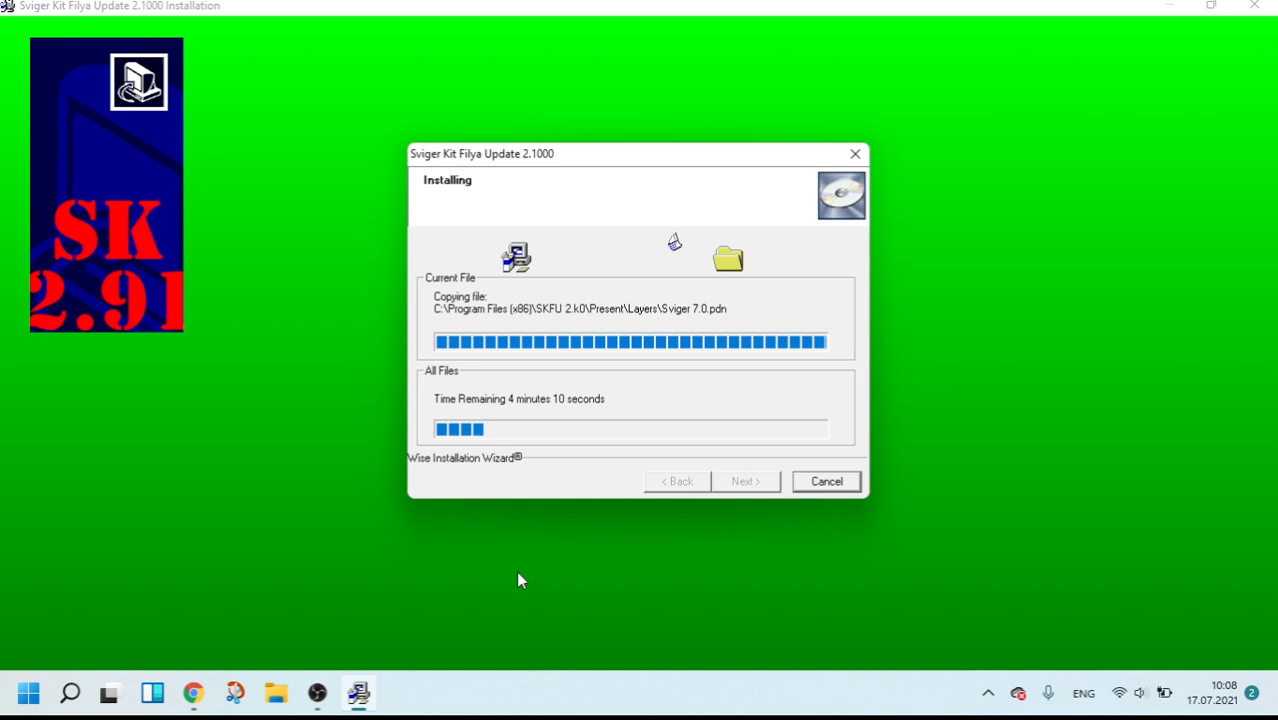 Sviger Kit Filya Update 2.1000 Installation
SK
2.91
Sviger Kit Filya Update 2.1000
Installing
Current File
Copying file:
C:\Program Files (x86)\SKFU 2.k0\Present\Layers\Sviger 7.0.pdn
All Files
Time Remaining 4 minutes 10 seconds
Wise Installation Wizard®
< Back
Next >
Cancel
ENG
10:08
17.07.2021
2